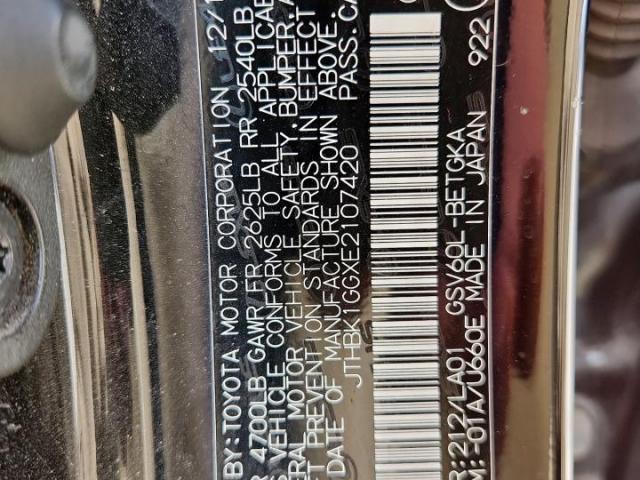 BY: TOYOTA MOTOR CORPORATION 12/1
4700LB GAWR FR 2625LB RR 2540LB
VEHICLE CONFORMS TO ALL APPLICAB
MOTOR VEHICLE SAFETY, BUMPER, A
T PREVENTION STANDARDS IN EFFECT
DATE OF MANUFACTURE SHOWN ABOVE.
JTHBK1GGXE2107420 PASS.CA
R:212/LA01 GSV60L-BETGKA
M:-01A/U660E MADE IN JAPAN 922